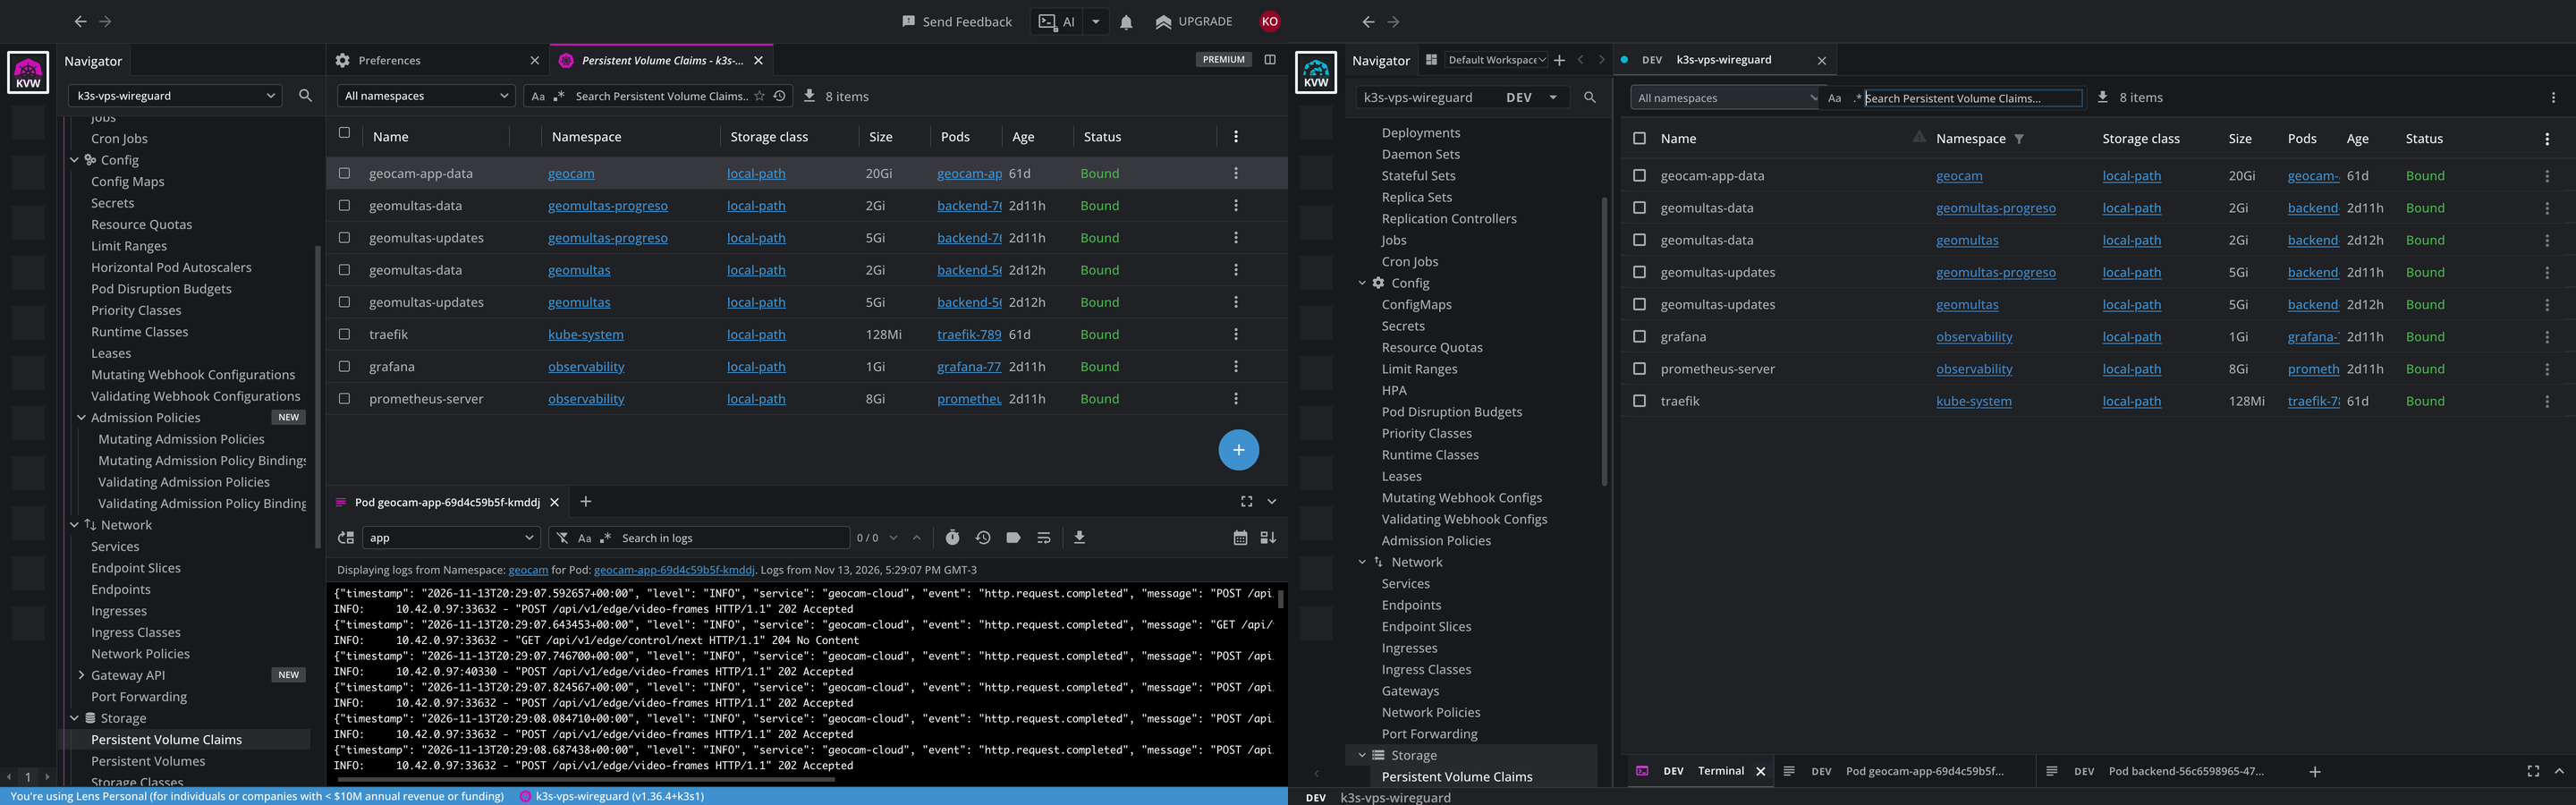 Send Feedback
AI
UPGRADE
KO
KVW
Navigator
k3s-vps-wireguard
Jobs
Cron Jobs
Config
Config Maps
Secrets
Resource Quotas
Limit Ranges
Horizontal Pod Autoscalers
Pod Disruption Budgets
Priority Classes
Runtime Classes
Leases
Mutating Webhook Configurations
Validating Webhook Configurations
Admission Policies NEW
Mutating Admission Policies
Mutating Admission Policy Bindings
Validating Admission Policies
Validating Admission Policy Binding
Network
Services
Endpoint Slices
Endpoints
Ingresses
Ingress Classes
Network Policies
Gateway API NEW
Port Forwarding
Storage
Persistent Volume Claims
Persistent Volumes
Storage Classes
1
Preferences
Persistent Volume Claims - k3s-...
PREMIUM
All namespaces
Aa .* Search Persistent Volume Claims..
8 items
Name Namespace Storage class Size Pods Age Status
geocam-app-data geocam local-path 20Gi geocam-ap 61d Bound
geomultas-data geomultas-progreso local-path 2Gi backend-76 2d11h Bound
geomultas-updates geomultas-progreso local-path 5Gi backend-76 2d11h Bound
geomultas-data geomultas local-path 2Gi backend-56 2d12h Bound
geomultas-updates geomultas local-path 5Gi backend-56 2d12h Bound
traefik kube-system local-path 128Mi traefik-789 61d Bound
grafana observability local-path 1Gi grafana-77 2d11h Bound
prometheus-server observability local-path 8Gi prometheu 2d11h Bound
Pod geocam-app-69d4c59b5f-kmddj
app
Aa .* Search in logs
0 / 0
Displaying logs from Namespace: geocam for Pod: geocam-app-69d4c59b5f-kmddj. Logs from Nov 13, 2026, 5:29:07 PM GMT-3
{"timestamp": "2026-11-13T20:29:07.592657+00:00", "level": "INFO", "service": "geocam-cloud", "event": "http.request.completed", "message": "POST /api.
INFO: 10.42.0.97:33632 - "POST /api/v1/edge/video-frames HTTP/1.1" 202 Accepted
{"timestamp": "2026-11-13T20:29:07.643453+00:00", "level": "INFO", "service": "geocam-cloud", "event": "http.request.completed", "message": "GET /api/
INFO: 10.42.0.97:33632 - "GET /api/v1/edge/control/next HTTP/1.1" 204 No Content
{"timestamp": "2026-11-13T20:29:07.746700+00:00", "level": "INFO", "service": "geocam-cloud", "event": "http.request.completed", "message": "POST /api.
INFO: 10.42.0.97:40330 - "POST /api/v1/edge/video-frames HTTP/1.1" 202 Accepted
{"timestamp": "2026-11-13T20:29:07.824567+00:00", "level": "INFO", "service": "geocam-cloud", "event": "http.request.completed", "message": "POST /api.
INFO: 10.42.0.97:33632 - "POST /api/v1/edge/video-frames HTTP/1.1" 202 Accepted
{"timestamp": "2026-11-13T20:29:08.084710+00:00", "level": "INFO", "service": "geocam-cloud", "event": "http.request.completed", "message": "POST /api.
INFO: 10.42.0.97:33632 - "POST /api/v1/edge/video-frames HTTP/1.1" 202 Accepted
{"timestamp": "2026-11-13T20:29:08.687438+00:00", "level": "INFO", "service": "geocam-cloud", "event": "http.request.completed", "message": "POST /api.
INFO: 10.42.0.97:33632 - "POST /api/v1/edge/video-frames HTTP/1.1" 202 Accepted
You're using Lens Personal (for individuals or companies with < $10M annual revenue or funding)
k3s-vps-wireguard (v1.36.4+k3s1)
KVW
Navigator
Default Workspace
k3s-vps-wireguard DEV
Deployments
Daemon Sets
Stateful Sets
Replica Sets
Replication Controllers
Jobs
Cron Jobs
Config
ConfigMaps
Secrets
Resource Quotas
Limit Ranges
HPA
Pod Disruption Budgets
Priority Classes
Runtime Classes
Leases
Mutating Webhook Configs
Validating Webhook Configs
Admission Policies
Network
Services
Endpoints
Endpoint Slices
Ingresses
Ingress Classes
Gateways
Network Policies
Port Forwarding
Storage
Persistent Volume Claims
DEV k3s-vps-wireguard
All namespaces
Aa .* Search Persistent Volume Claims...
8 items
Name Namespace Storage class Size Pods Age Status
geocam-app-data geocam local-path 20Gi geocam- 61d Bound
geomultas-data geomultas-progreso local-path 2Gi backend- 2d11h Bound
geomultas-data geomultas local-path 2Gi backend- 2d12h Bound
geomultas-updates geomultas-progreso local-path 5Gi backend- 2d11h Bound
geomultas-updates geomultas local-path 5Gi backend- 2d12h Bound
grafana observability local-path 1Gi grafana- 2d11h Bound
prometheus-server observability local-path 8Gi prometh 2d11h Bound
traefik kube-system local-path 128Mi traefik-78 61d Bound
DEV Terminal
DEV Pod geocam-app-69d4c59b5f...
DEV Pod backend-56c6598965-47...
DEV k3s-vps-wireguard